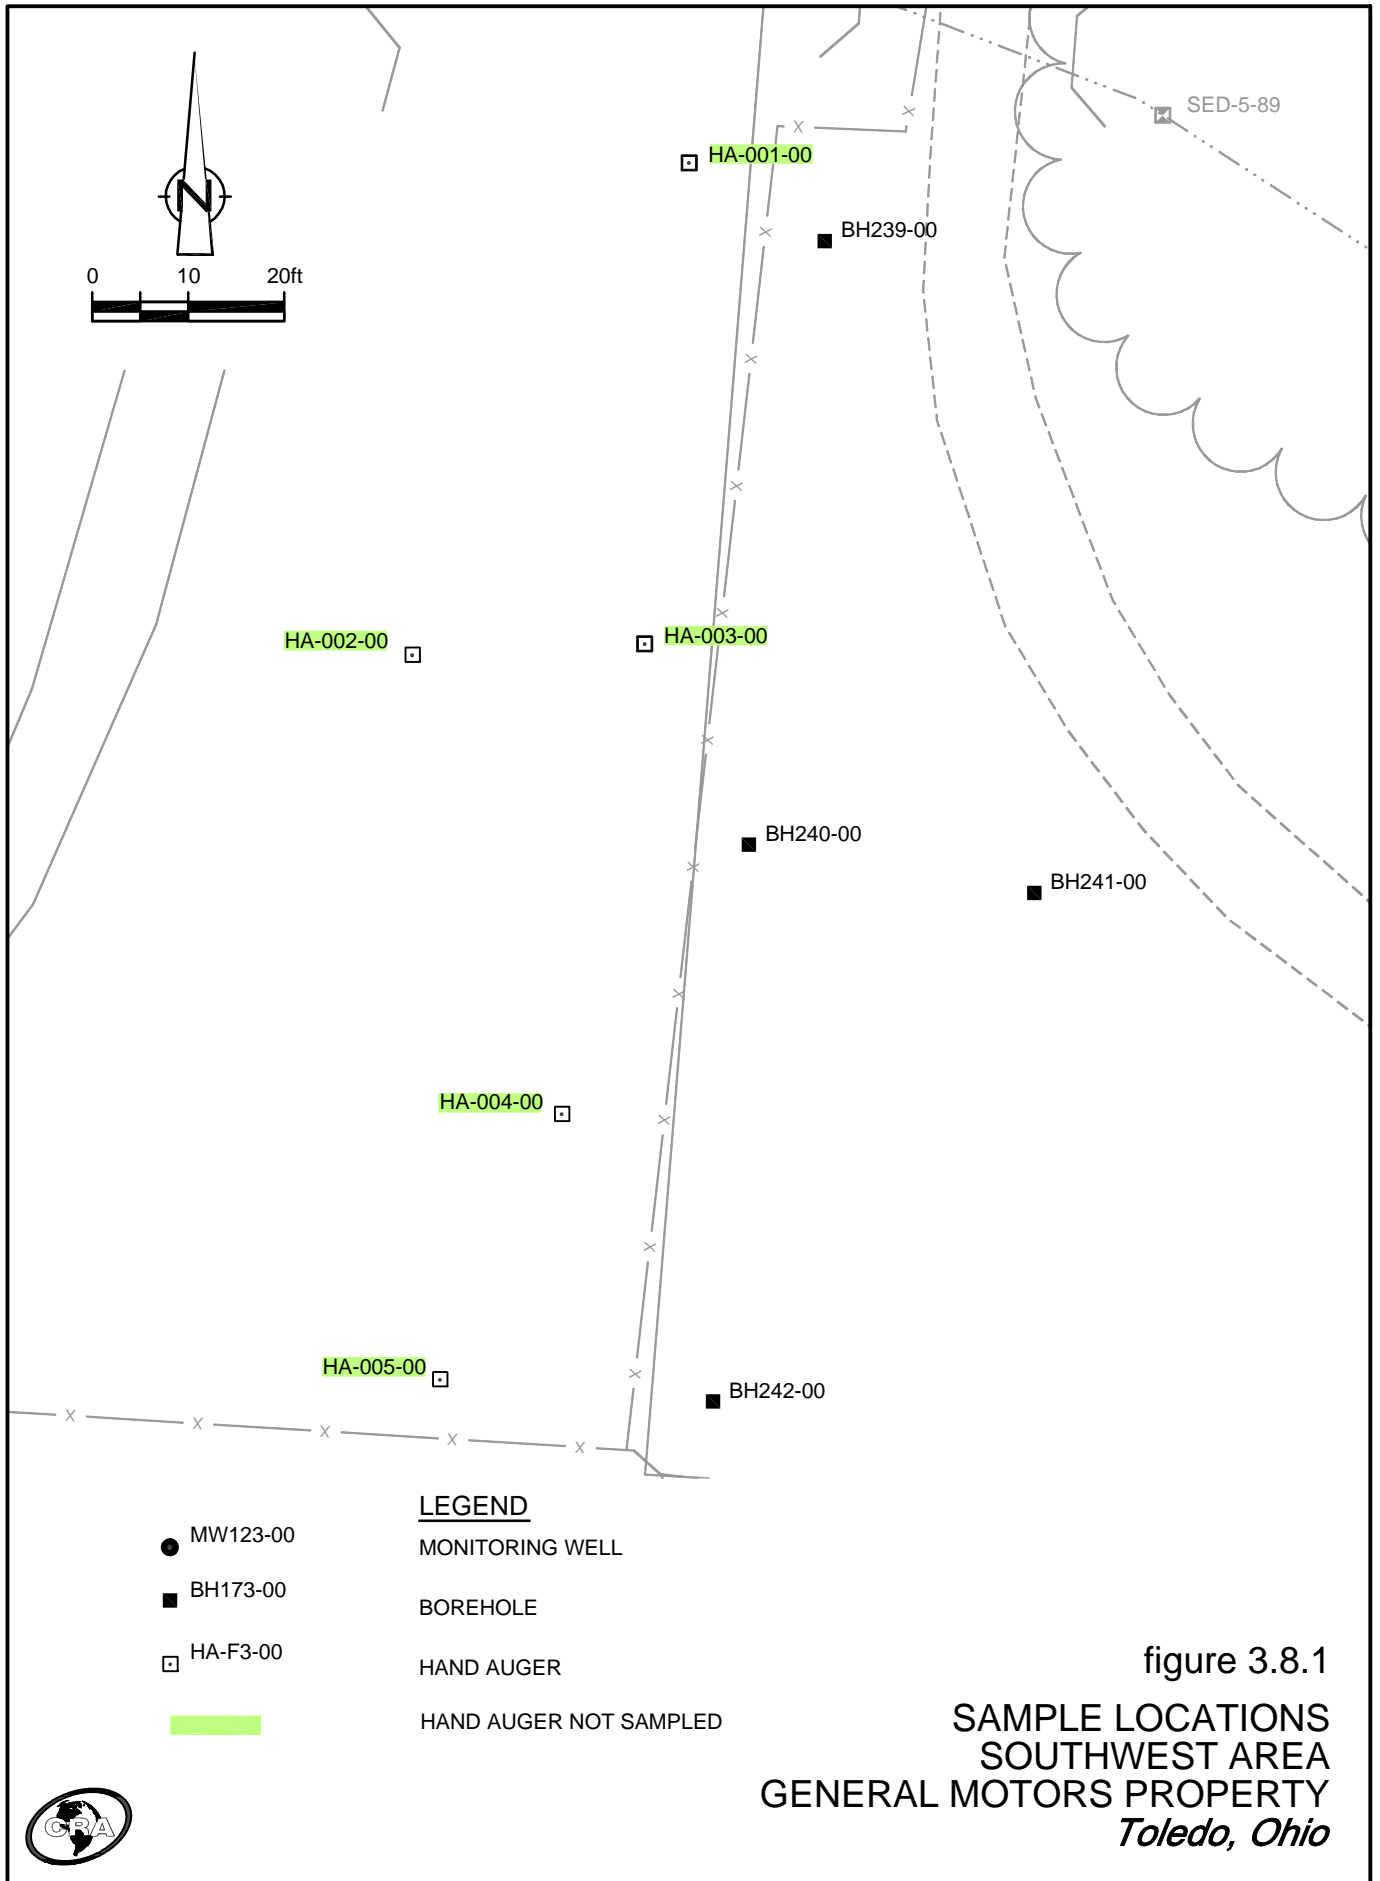 SED-5-89
HA-001-00
BH239-00
N
0 10 20ft
HA-002-00
HA-003-00
BH240-00
BH241-00
HA-004-00
HA-005-00
BH242-00
LEGEND
MW123-00 MONITORING WELL
BH173-00 BOREHOLE
HA-F3-00 HAND AUGER
HAND AUGER NOT SAMPLED
figure 3.8.1
SAMPLE LOCATIONS
SOUTHWEST AREA
GENERAL MOTORS PROPERTY
Toledo, Ohio
CRA